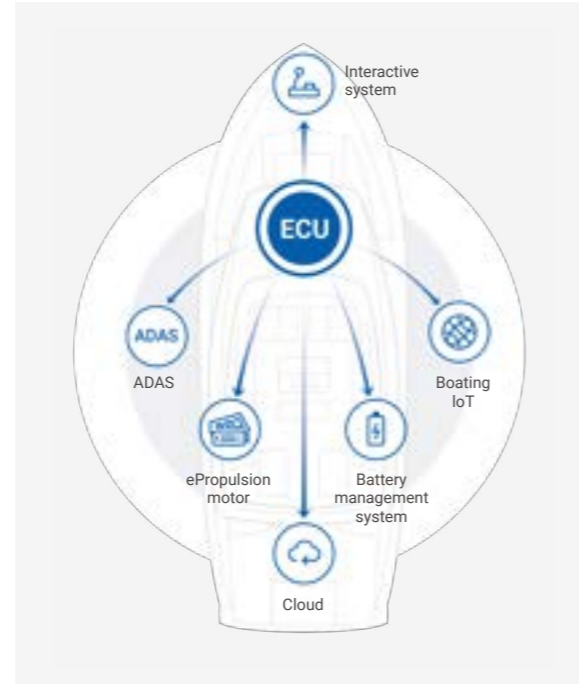 Interactive
system
ECU
ADAS
ADAS
Boating
IoT
ePropulsion
motor
Battery
management
system
Cloud